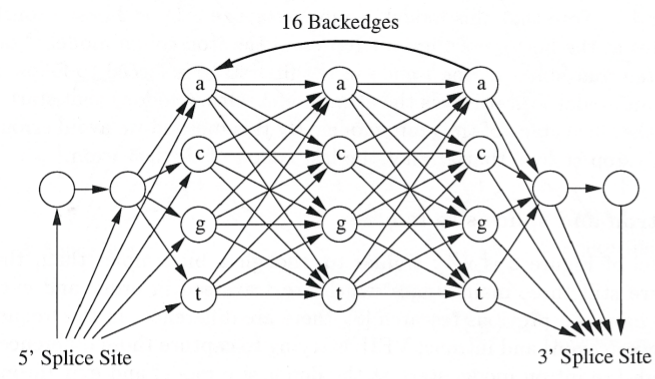 16 Backedges
a a a
c c c
g g g
t t t
5' Splice Site 3' Splice Site